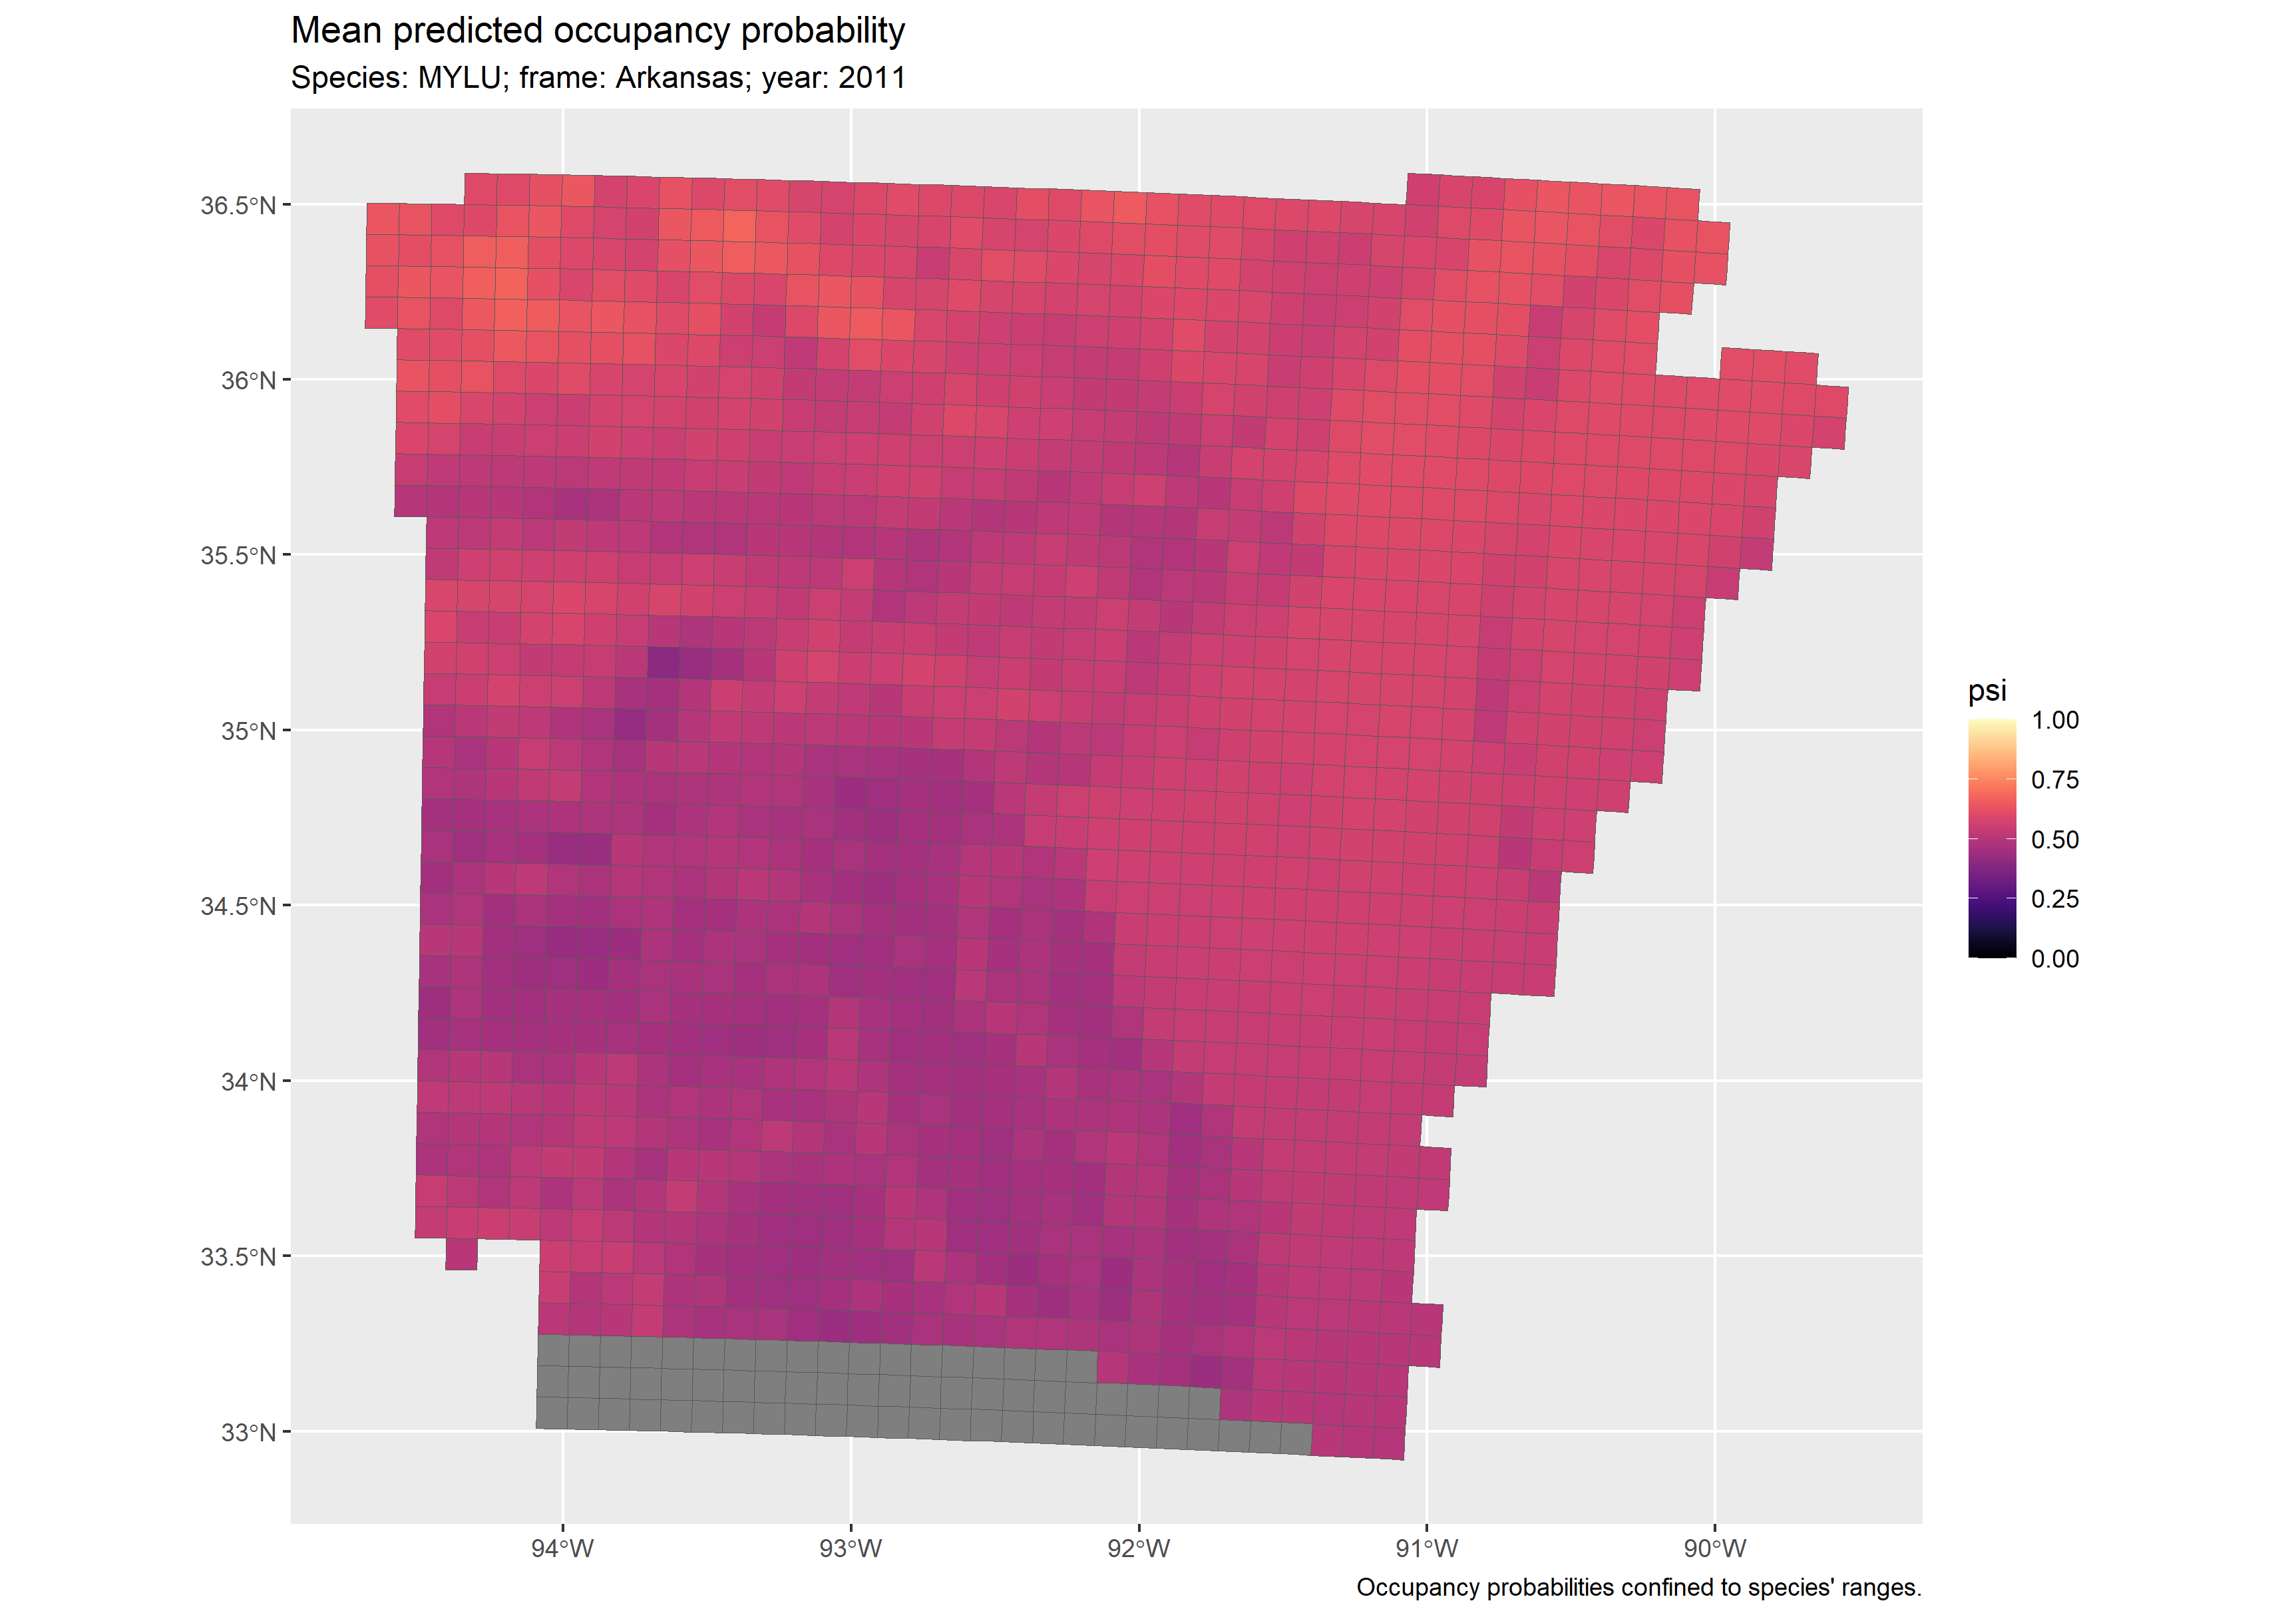 Mean predicted occupancy probability
Species: MYLU; frame: Arkansas; year: 2011
36.5°N
36°N
35.5°N
35°N
34.5°N
34°N
33.5°N
33°N
94°W
93°W
92°W
91°W
90°W
psi
1.00
0.75
0.50
0.25
0.00
Occupancy probabilities confined to species' ranges.